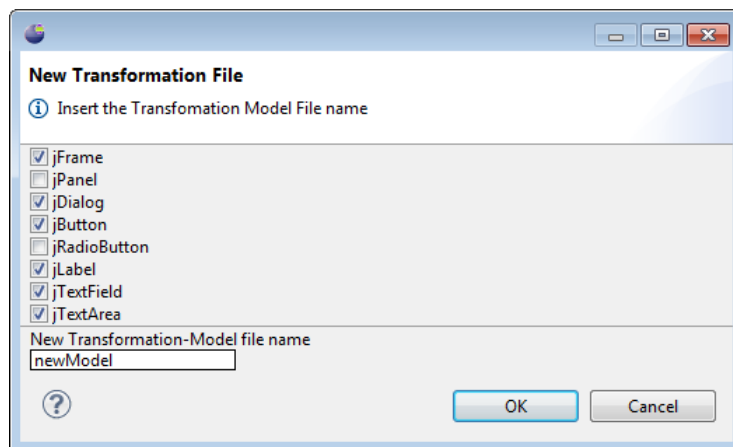 New Transformation File
Insert the Transfomation Model File name
jFrame
jPanel
jDialog
jButton
jRadioButton
jLabel
jTextField
jTextArea
New Transformation-Model file name
newModel
OK Cancel